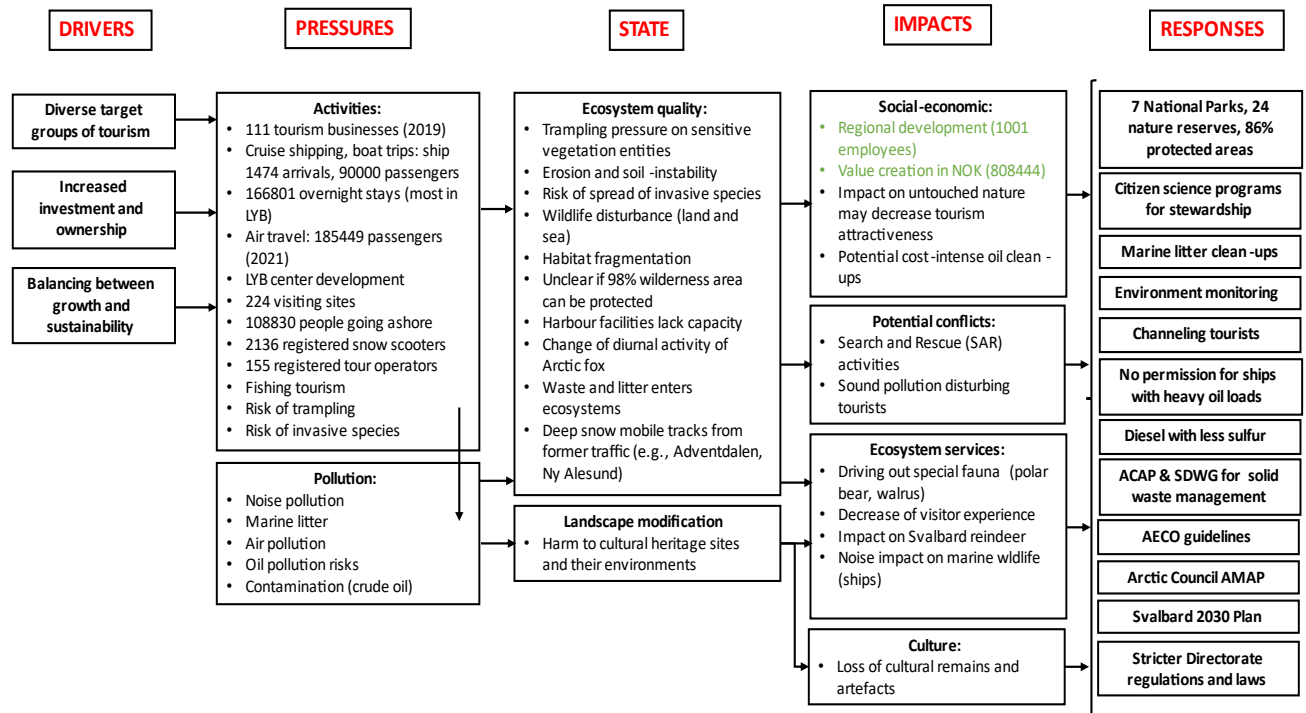 DRIVERS
PRESSURES
STATE
IMPACTS
RESPONSES
Diverse target
groups of tourism
Increased
investment and
ownership
Balancing between
growth and
sustainability
Activities:
• 111 tourism businesses (2019)
• Cruise shipping, boat trips: ship
1474 arrivals, 90000 passengers
• 166801 overnight stays (most in
LYB)
• Air travel: 185449 passengers
(2021)
• LYB center development
• 224 visiting sites
• 108830 people going ashore
• 2136 registered snow scooters
• 155 registered tour operators
• Fishing tourism
• Risk of trampling
• Risk of invasive species
Pollution:
• Noise pollution
• Marine litter
• Air pollution
• Oil pollution risks
• Contamination (crude oil)
Ecosystem quality:
• Trampling pressure on sensitive
vegetation entities
• Erosion and soil -instability
• Risk of spread of invasive species
• Wildlife disturbance (land and
sea)
• Habitat fragmentation
• Unclear if 98% wilderness area
can be protected
• Harbour facilities lack capacity
• Change of diurnal activity of
Arctic fox
• Waste and litter enters
ecosystems
• Deep snow mobile tracks from
former traffic (e.g., Adventdalen,
Ny Alesund)
Landscape modification
• Harm to cultural heritage sites
and their environments
Social-economic:
• Regional development (1001
employees)
• Value creation in NOK (808444)
• Impact on untouched nature
may decrease tourism
attractiveness
• Potential cost-intense oil clean -
ups
Potential conflicts:
• Search and Rescue (SAR)
activities
• Sound pollution disturbing
tourists
Ecosystem services:
• Driving out special fauna (polar
bear, walrus)
• Decrease of visitor experience
• Impact on Svalbard reindeer
• Noise impact on marine wldlife
(ships)
Culture:
• Loss of cultural remains and
artefacts
7 National Parks, 24
nature reserves, 86%
protected areas
Citizen science programs
for stewardship
Marine litter clean -ups
Environment monitoring
Channeling tourists
No permission for ships
with heavy oil loads
Diesel with less sulfur
ACAP & SDWG for solid
waste management
AECO guidelines
Arctic Council AMAP
Svalbard 2030 Plan
Stricter Directorate
regulations and laws